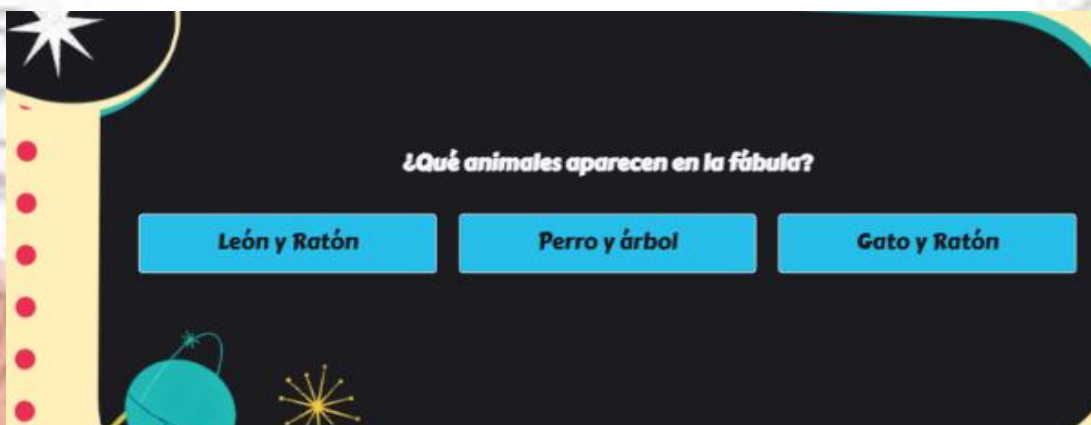 ¿Qué animales aparecen en la fábula?
León y Ratón
Perro y árbol
Gato y Ratón